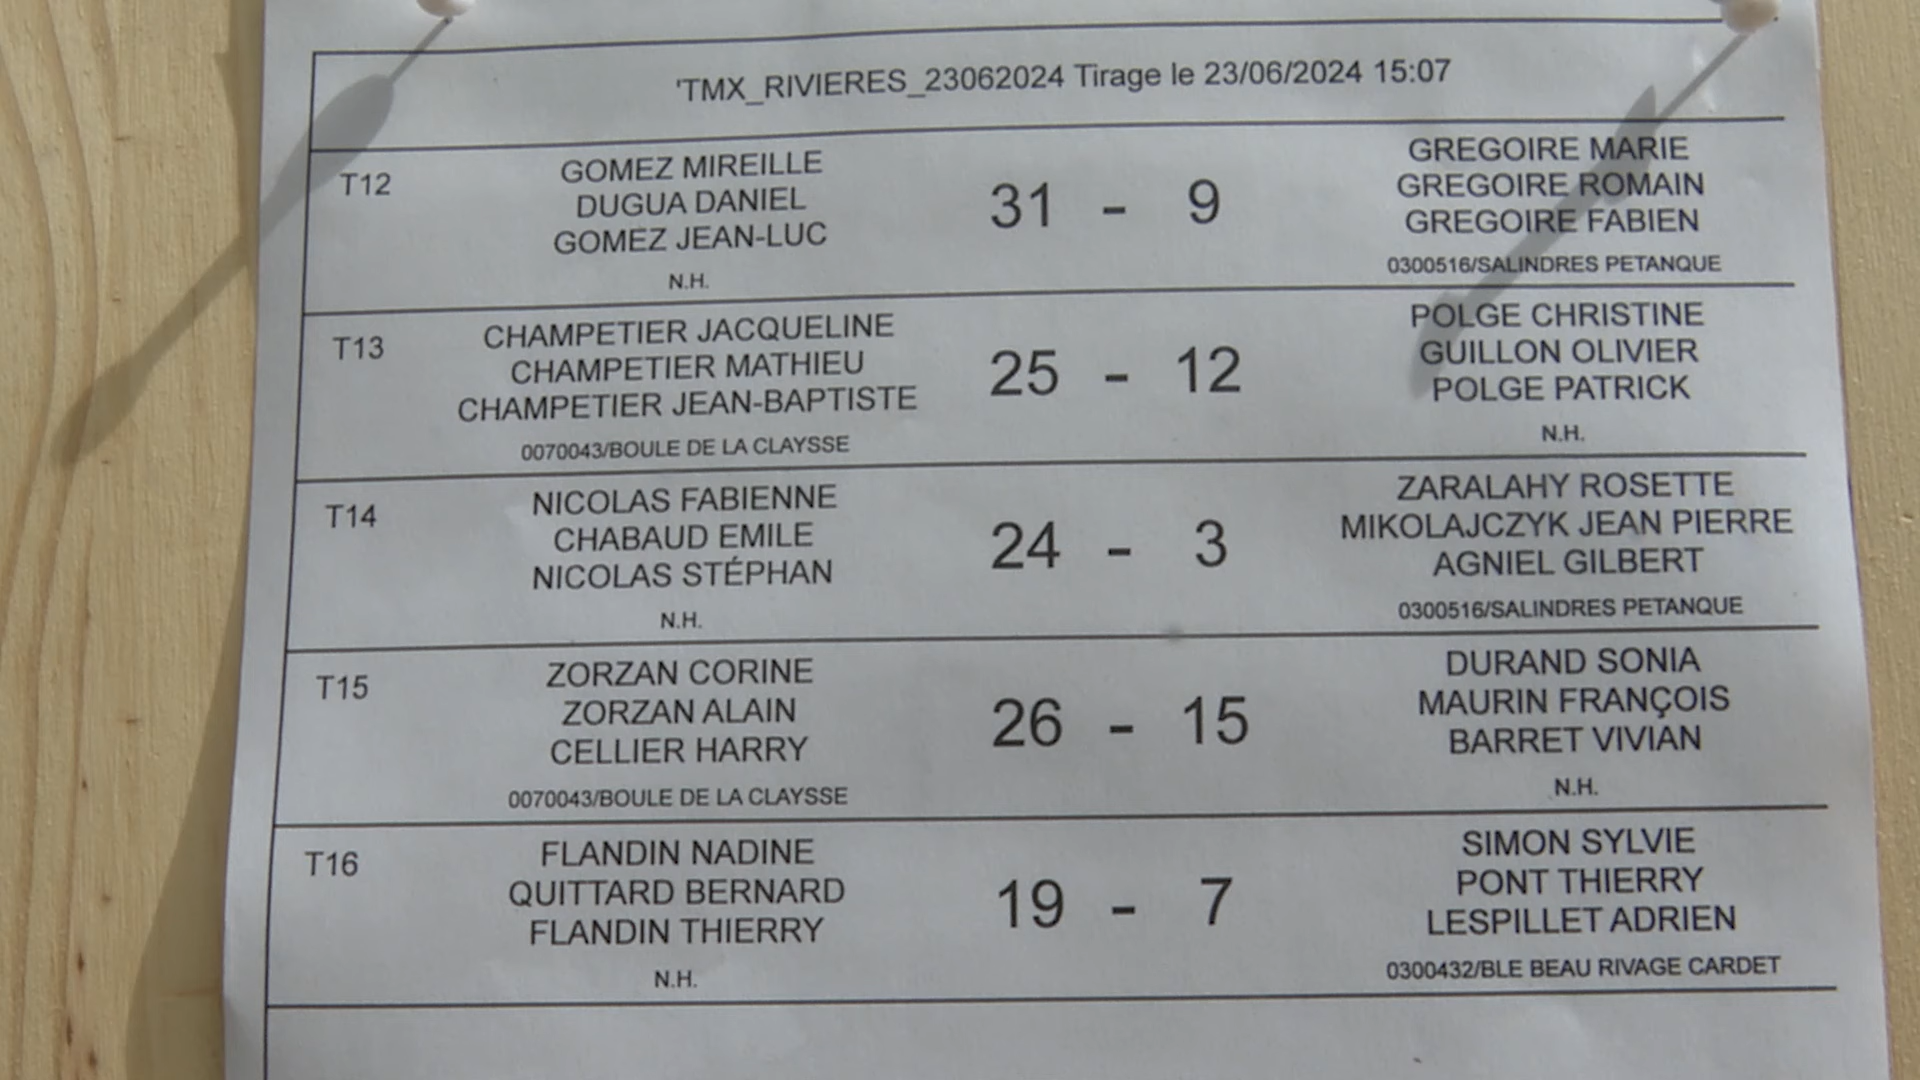 'TMX_RIVIERES_23062024 Tirage le 23/06/2024 15:07
T12
GOMEZ MIREILLE
DUGUA DANIEL
GOMEZ JEAN-LUC
N.H.
31 - 9
GREGOIRE MARIE
GREGOIRE ROMAIN
GREGOIRE FABIEN
0300516/SALINDRES PETANQUE
T13
CHAMPETIER JACQUELINE
CHAMPETIER MATHIEU
CHAMPETIER JEAN-BAPTISTE
0070043/BOULE DE LA CLAYSSE
25 - 12
POLGE CHRISTINE
GUILLON OLIVIER
POLGE PATRICK
N.H.
T14
NICOLAS FABIENNE
CHABAUD EMILE
NICOLAS STÉPHAN
N.H.
24 - 3
ZARALAHY ROSETTE
MIKOLAJCZYK JEAN PIERRE
AGNIEL GILBERT
0300516/SALINDRES PETANQUE
T15
ZORZAN CORINE
ZORZAN ALAIN
CELLIER HARRY
0070043/BOULE DE LA CLAYSSE
26 - 15
DURAND SONIA
MAURIN FRANÇOIS
BARRET VIVIAN
N.H.
T16
FLANDIN NADINE
QUITTARD BERNARD
FLANDIN THIERRY
N.H.
19 - 7
SIMON SYLVIE
PONT THIERRY
LESPILLET ADRIEN
0300432/BLE BEAU RIVAGE CARDET